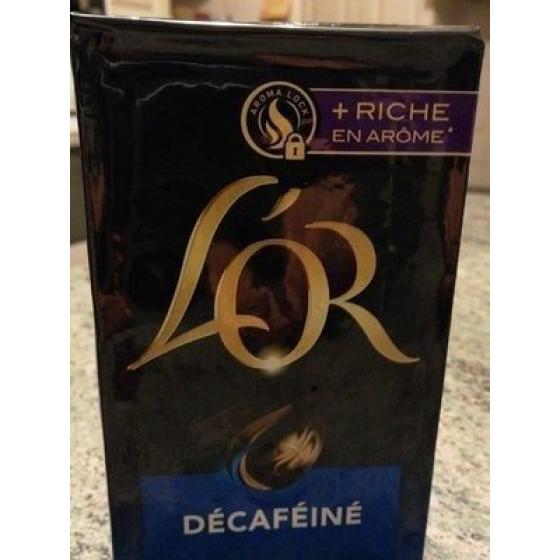 AROMA LOCK
+ RICHE
EN ARÔME*
L'OR
DÉCAFÉINÉ